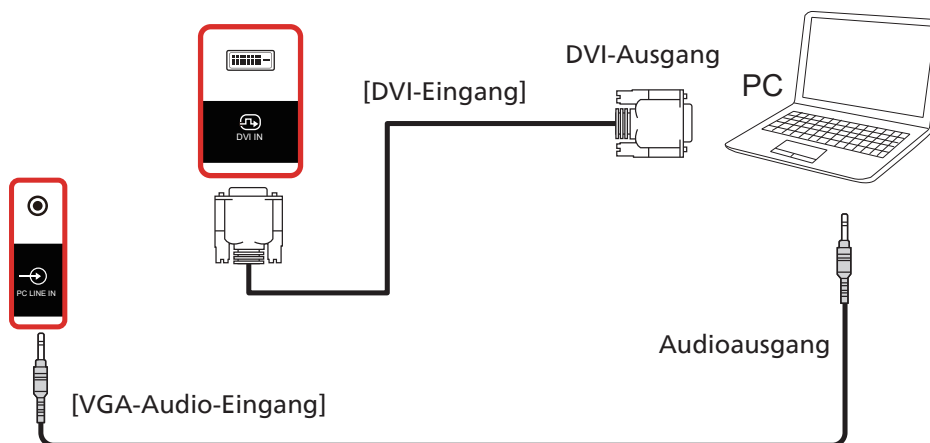 DVI-Ausgang
PC
[DVI-Eingang]
DVI IN
PC LINE IN
Audioausgang
[VGA-Audio-Eingang]